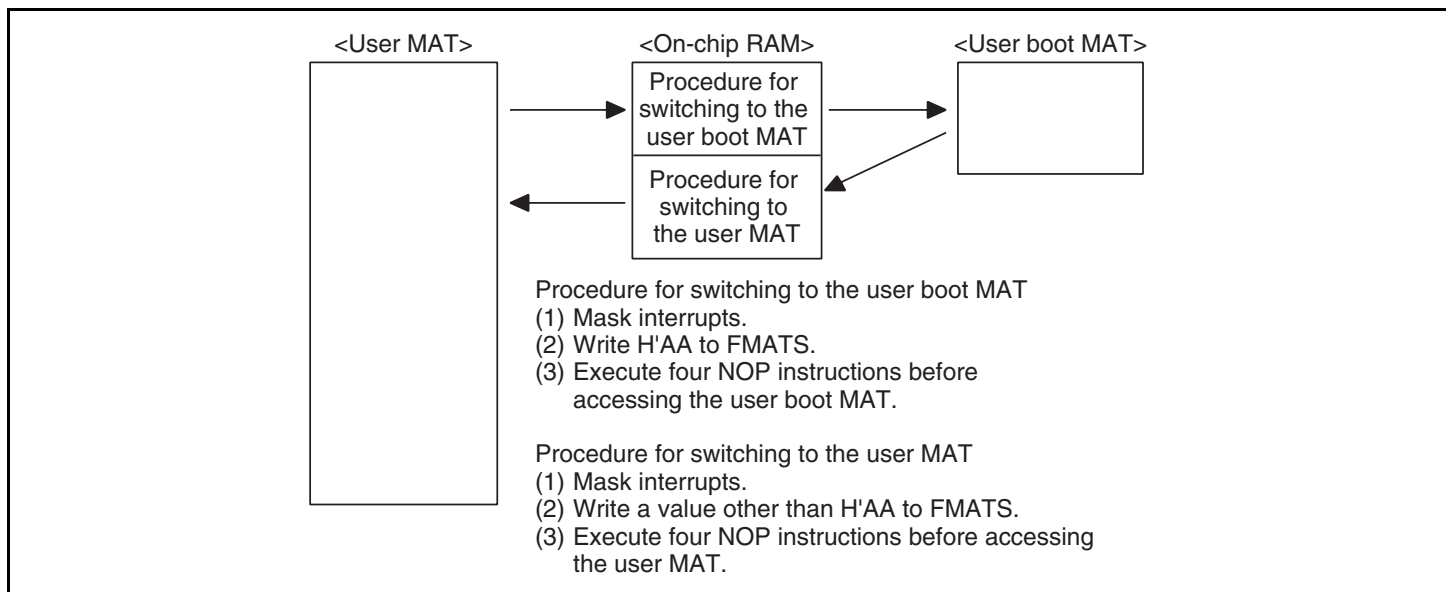 <User MAT>
<On-chip RAM>
<User boot MAT>
Procedure for
switching to the
user boot MAT
Procedure for
switching to
the user MAT
Procedure for switching to the user boot MAT
(1) Mask interrupts.
(2) Write H'AA to FMATS.
(3) Execute four NOP instructions before
accessing the user boot MAT.
Procedure for switching to the user MAT
(1) Mask interrupts.
(2) Write a value other than H'AA to FMATS.
(3) Execute four NOP instructions before accessing
the user MAT.